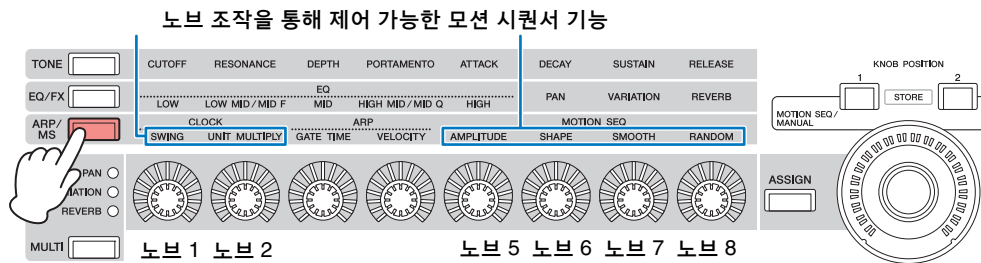 노브 조작을 통해 제어 가능한 모션 시퀀서 기능
TONE CUTOFF RESONANCE DEPTH PORTAMENTO ATTACK DECAY SUSTAIN RELEASE
KNOB POSITION
1 2
STORE
MOTION SEQ/
MANUAL
EQ/FX EQ
LOW LOW MID/MID F MID HIGH MID/MID Q HIGH PAN VARIATION REVERB
ARP/
MS
CLOCK ARP MOTION SEQ
SWING UNIT MULTIPLY GATE TIME VELOCITY AMPLITUDE SHAPE SMOOTH RANDOM
PAN
IATION
REVERB
ASSIGN
MULTI
노브 1 노브 2 노브 5 노브 6 노브 7 노브 8